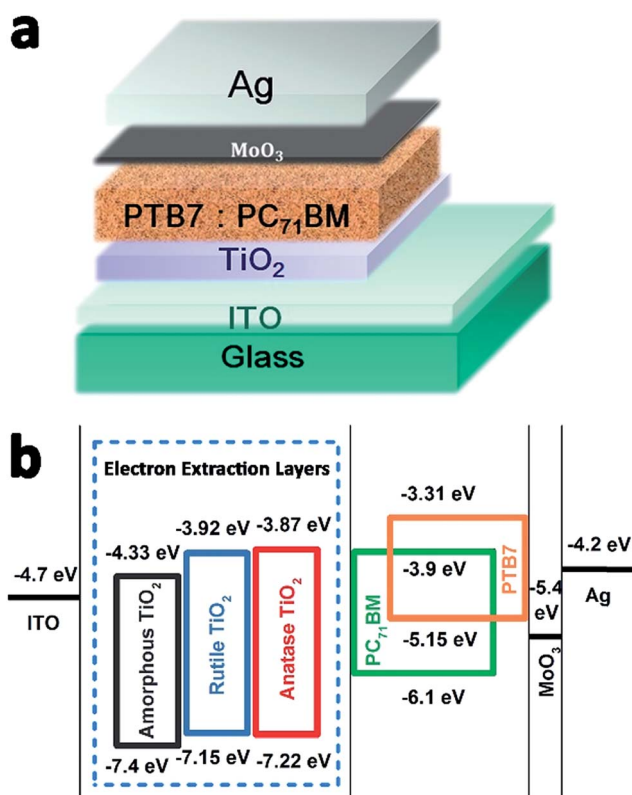 a
Ag
MoO₃
PTB7 : PC₇₁BM
TiO₂
ITO
Glass
b
Electron Extraction Layers
-3.31 eV
-3.92 eV
-3.87 eV
-4.33 eV
-4.2 eV
-4.7 eV
-3.9 eV
-5.4
eV
ITO
Ag
Amorphous TiO₂
Rutile TiO₂
Anatase TiO₂
PC₇₁BM
PTB7
MoO₃
-5.15 eV
-6.1 eV
-7.4 eV
-7.15 eV
-7.22 eV